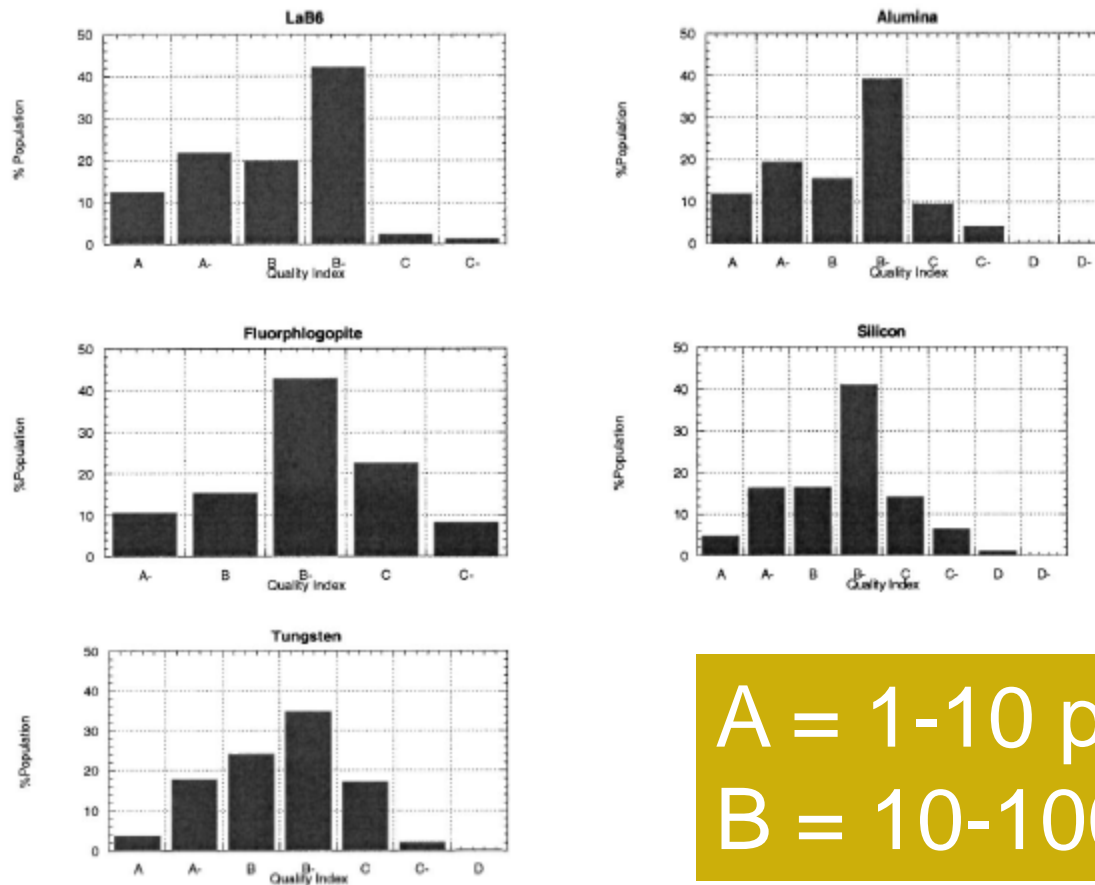 LaB6
% Population
50
40
30
20
10
0
A A- B B- C C-
Quality Index
Alumina
%Population
50
40
30
20
10
0
A A- B B- C C- D D-
Quality Index
Fluorphlogopite
%Population
50
40
30
20
10
0
A- B B- C C-
Quality Index
Silicon
%Population
50
40
30
20
10
0
A A- B B- C C- D D-
Quality Index
Tungsten
%Population
50
40
30
20
10
0
A A- B B- C C- D
Quality Index
A = 1-10 p
B = 10-100